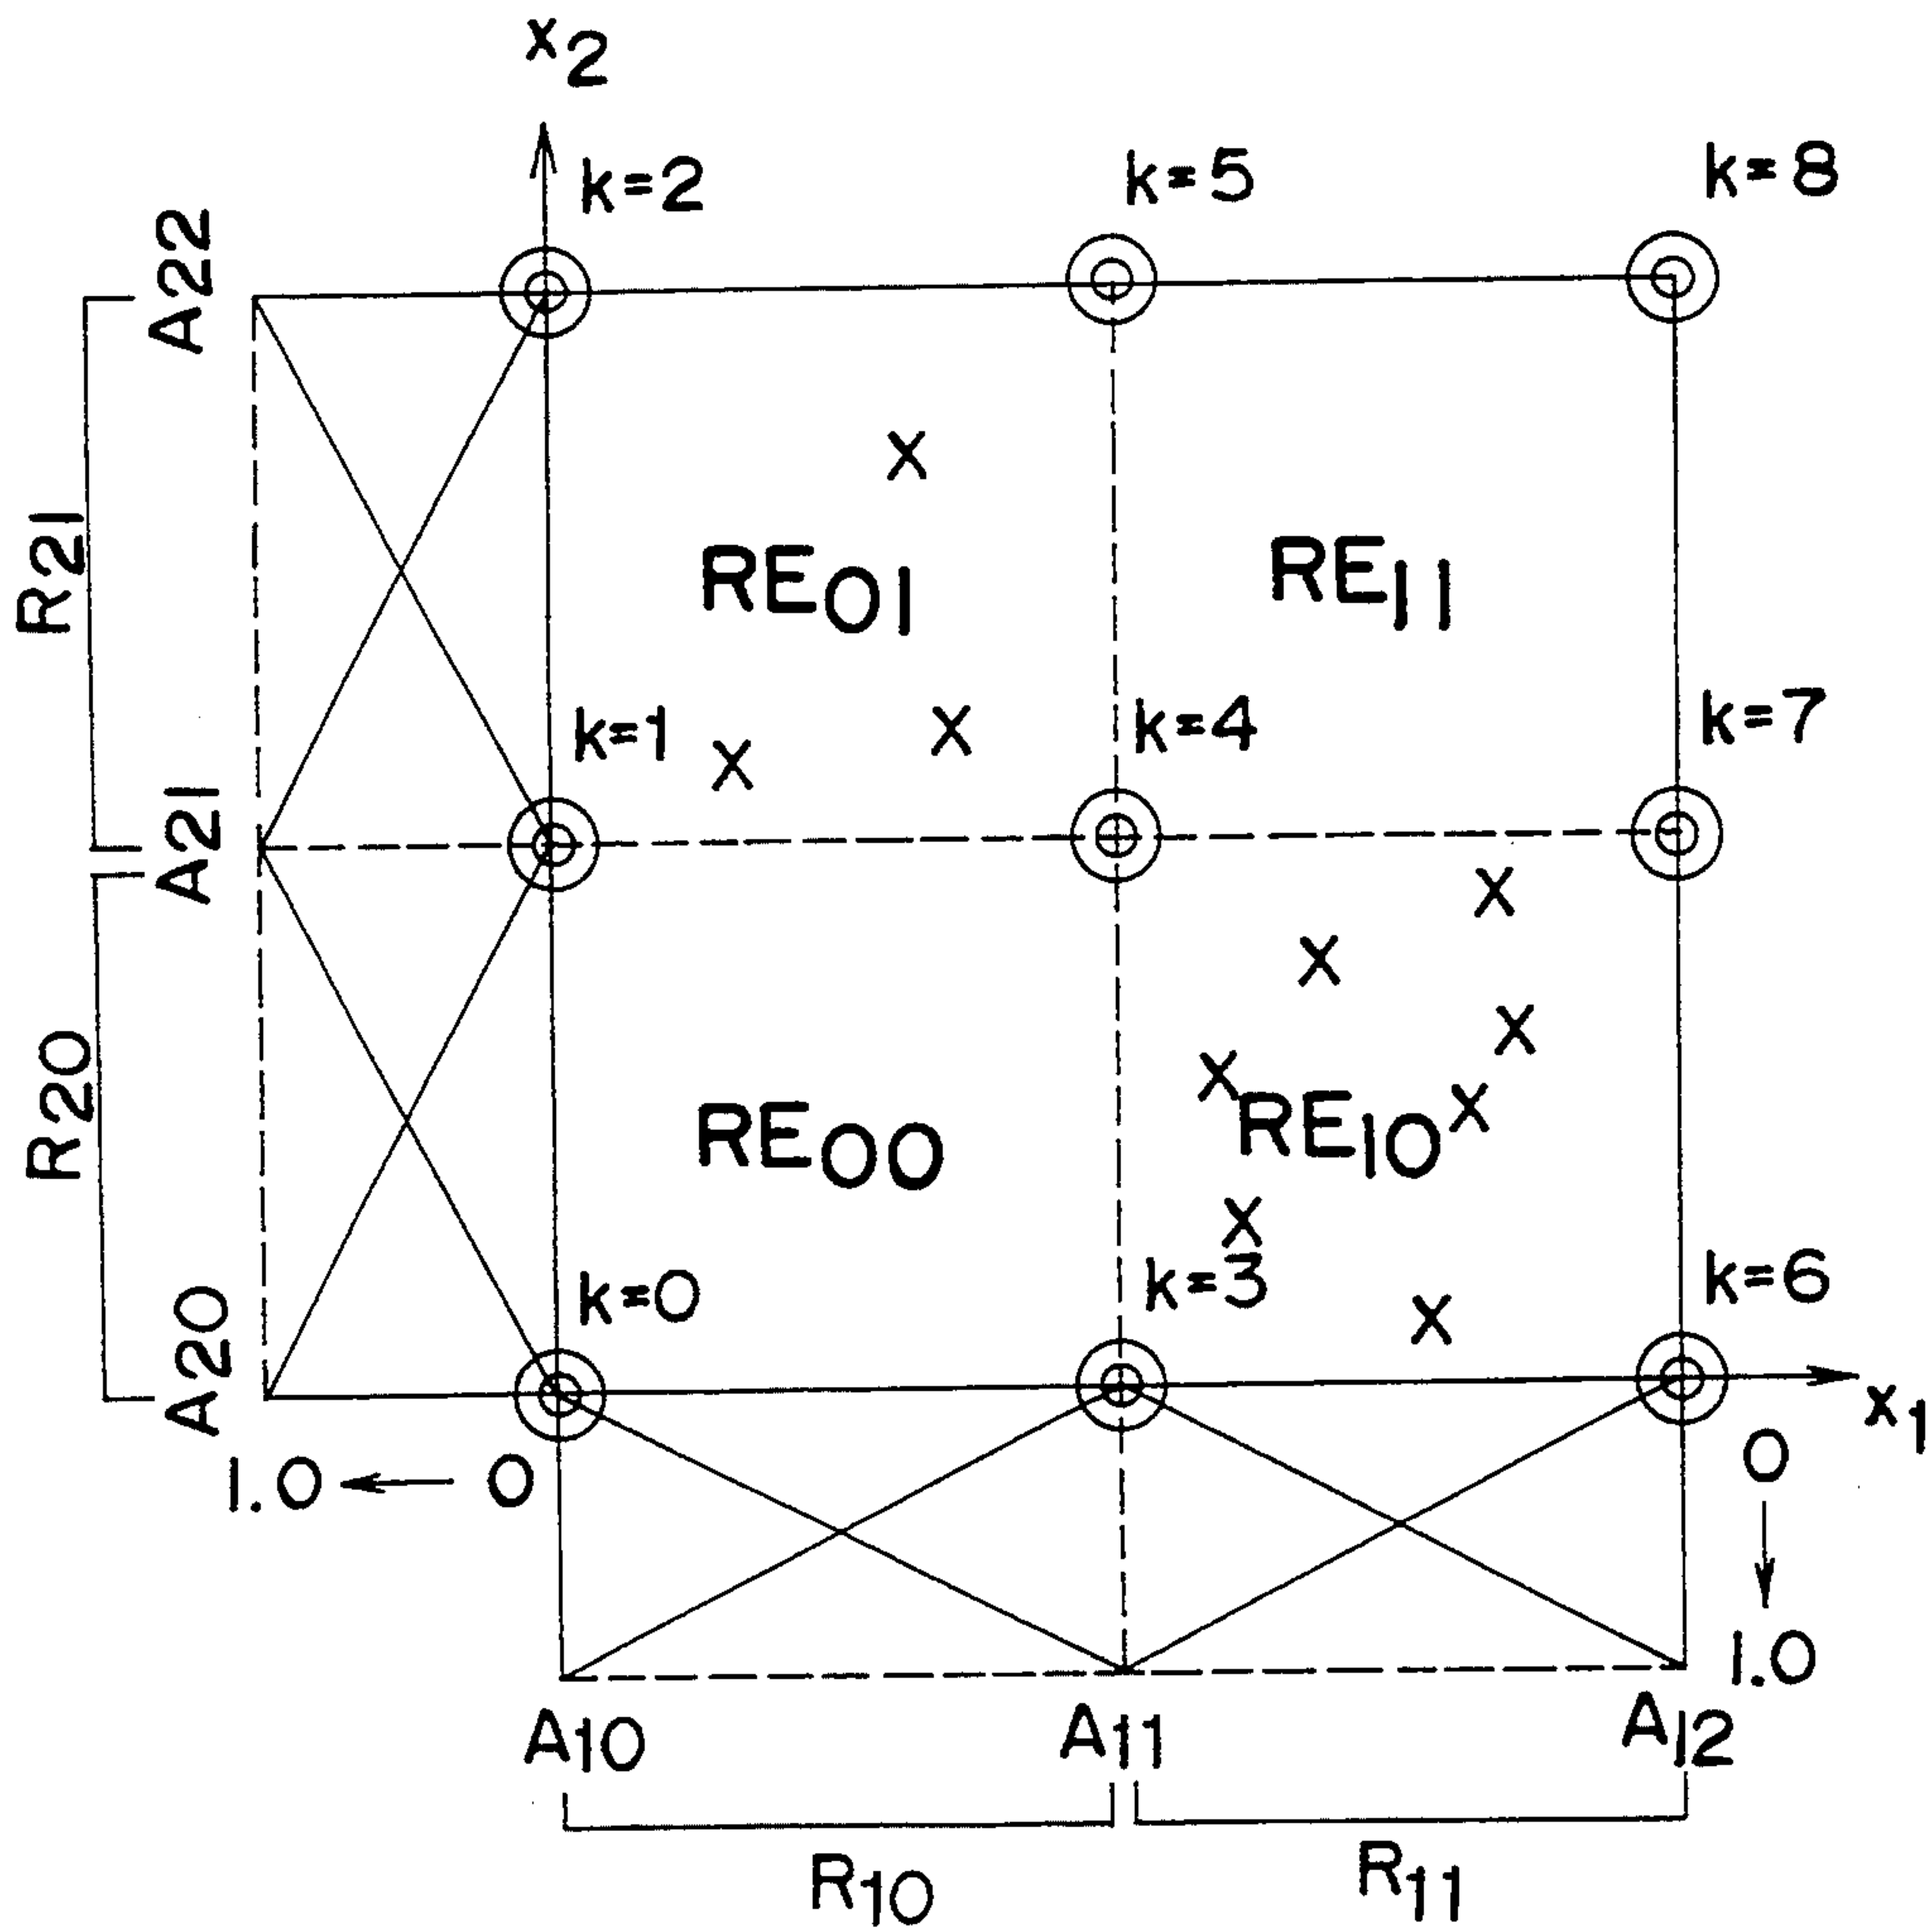 x2
k=2 k=5 k=8
A22
X
R21
RE01 RE11
k=1 X X k=4 k=7
A21
X
X
X
X
R20
RE00 RE10 X
X
k=0 k=3 k=6
X
A20
x1
1.0 ← 0 0
↓
1.0
A10 A11 A12
R10 R11